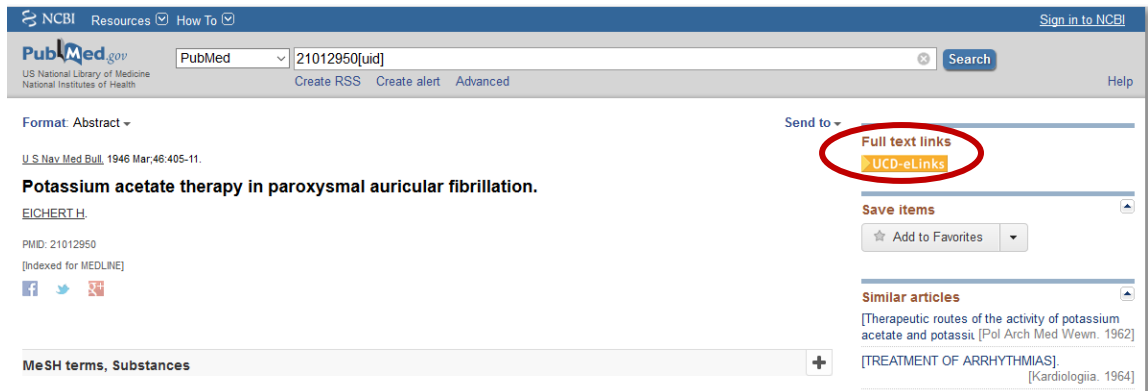 NCBI Resources How To Sign in to NCBI
PubMed.gov
US National Library of Medicine
National Institutes of Health
PubMed 21012950[uid] Search
Create RSS Create alert Advanced Help
Format: Abstract Send to
U S Nav Med Bull. 1946 Mar;46:405-11.
Potassium acetate therapy in paroxysmal auricular fibrillation.
EICHERT H.
PMID: 21012950
[Indexed for MEDLINE]
MeSH terms, Substances
Full text links
UCD-eLinks
Save items
Add to Favorites
Similar articles
[Therapeutic routes of the activity of potassium
acetate and potassi [Pol Arch Med Wewn. 1962]
[TREATMENT OF ARRHYTHMIAS].
[Kardiologiia. 1964]